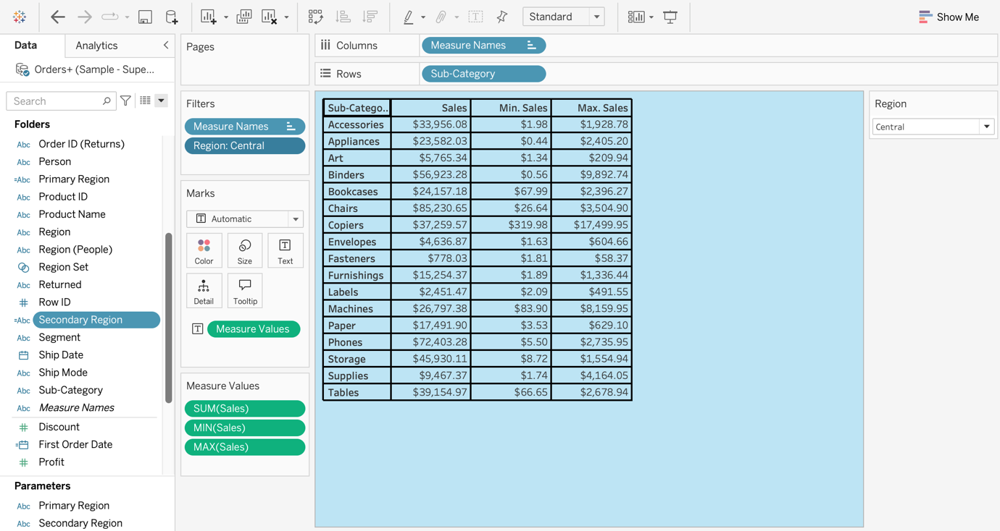 Standard
Show Me
Data Analytics
Orders+ (Sample - Supe...
Search
Folders
Abc Order ID (Returns)
Abc Person
=Abc Primary Region
Abc Product ID
Abc Product Name
Abc Region
Abc Region (People)
Region Set
Abc Returned
# Row ID
=Abc Secondary Region
Abc Segment
Ship Date
Abc Ship Mode
Abc Sub-Category
Abc Measure Names
# Discount
= First Order Date
# Profit
Parameters
Abc Primary Region
Abc Secondary Region
Pages
Filters
Measure Names
Region: Central
Marks
T Automatic
Color Size Text
Detail Tooltip
T Measure Values
Measure Values
SUM(Sales)
MIN(Sales)
MAX(Sales)
Columns Measure Names
Rows Sub-Category
Sub-Catego.. Sales Min. Sales Max. Sales
Accessories $33,956.08 $1.98 $1,928.78
Appliances $23,582.03 $0.44 $2,405.20
Art $5,765.34 $1.34 $209.94
Binders $56,923.28 $0.56 $9,892.74
Bookcases $24,157.18 $67.99 $2,396.27
Chairs $85,230.65 $26.64 $3,504.90
Copiers $37,259.57 $319.98 $17,499.95
Envelopes $4,636.87 $1.63 $604.66
Fasteners $778.03 $1.81 $58.37
Furnishings $15,254.37 $1.89 $1,336.44
Labels $2,451.47 $2.09 $491.55
Machines $26,797.38 $83.90 $8,159.95
Paper $17,491.90 $3.53 $629.10
Phones $72,403.28 $5.50 $2,735.95
Storage $45,930.11 $8.72 $1,554.94
Supplies $9,467.37 $1.74 $4,164.05
Tables $39,154.97 $66.65 $2,678.94
Region
Central